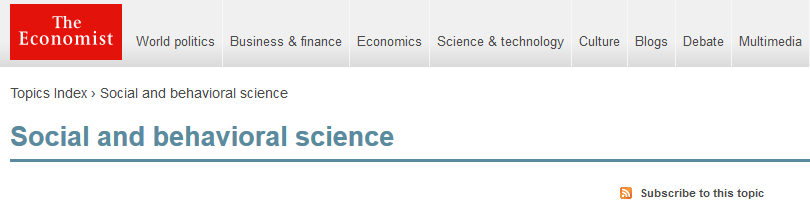 The
Economist
World politics Business & finance Economics Science & technology Culture Blogs Debate Multimedia
Topics Index › Social and behavioral science
Social and behavioral science
Subscribe to this topic